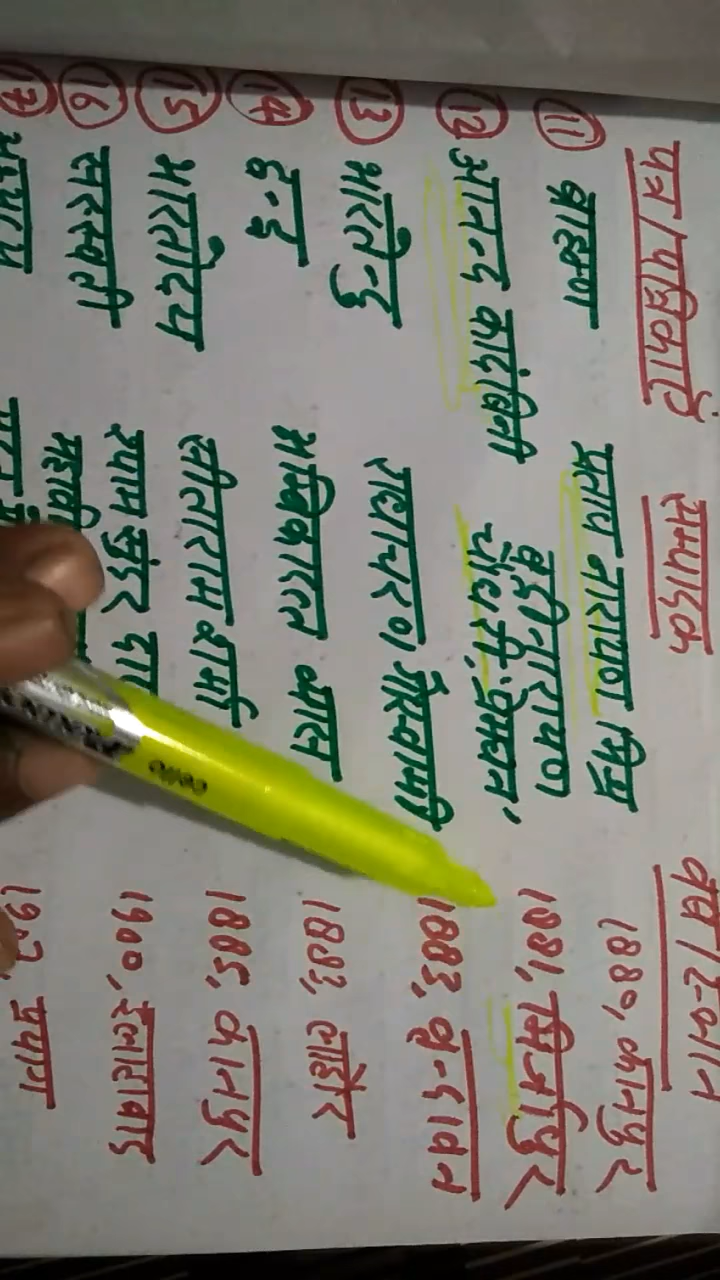 पत्र/पत्रिकाएँ सम्पादक वर्ष/स्थान
11 ब्राह्मण प्रताप नारायण मिश्र 1880, कानपुर
12 आनन्द कादंबिनी बद्रीनारायण चौधरी 'प्रेमघन' 1881, मिर्जापुर
13 भारतेन्दु राधाचरण गोस्वामी 1883, वृन्दावन
14 इन्दु अम्बिकादत्त व्यास 1883, लाहौर
15 भारतोदय सीताराम शर्मा 1885, कानपुर
16 सरस्वती श्याम सुंदर 1900, इलाहाबाद
17 प्रयाग